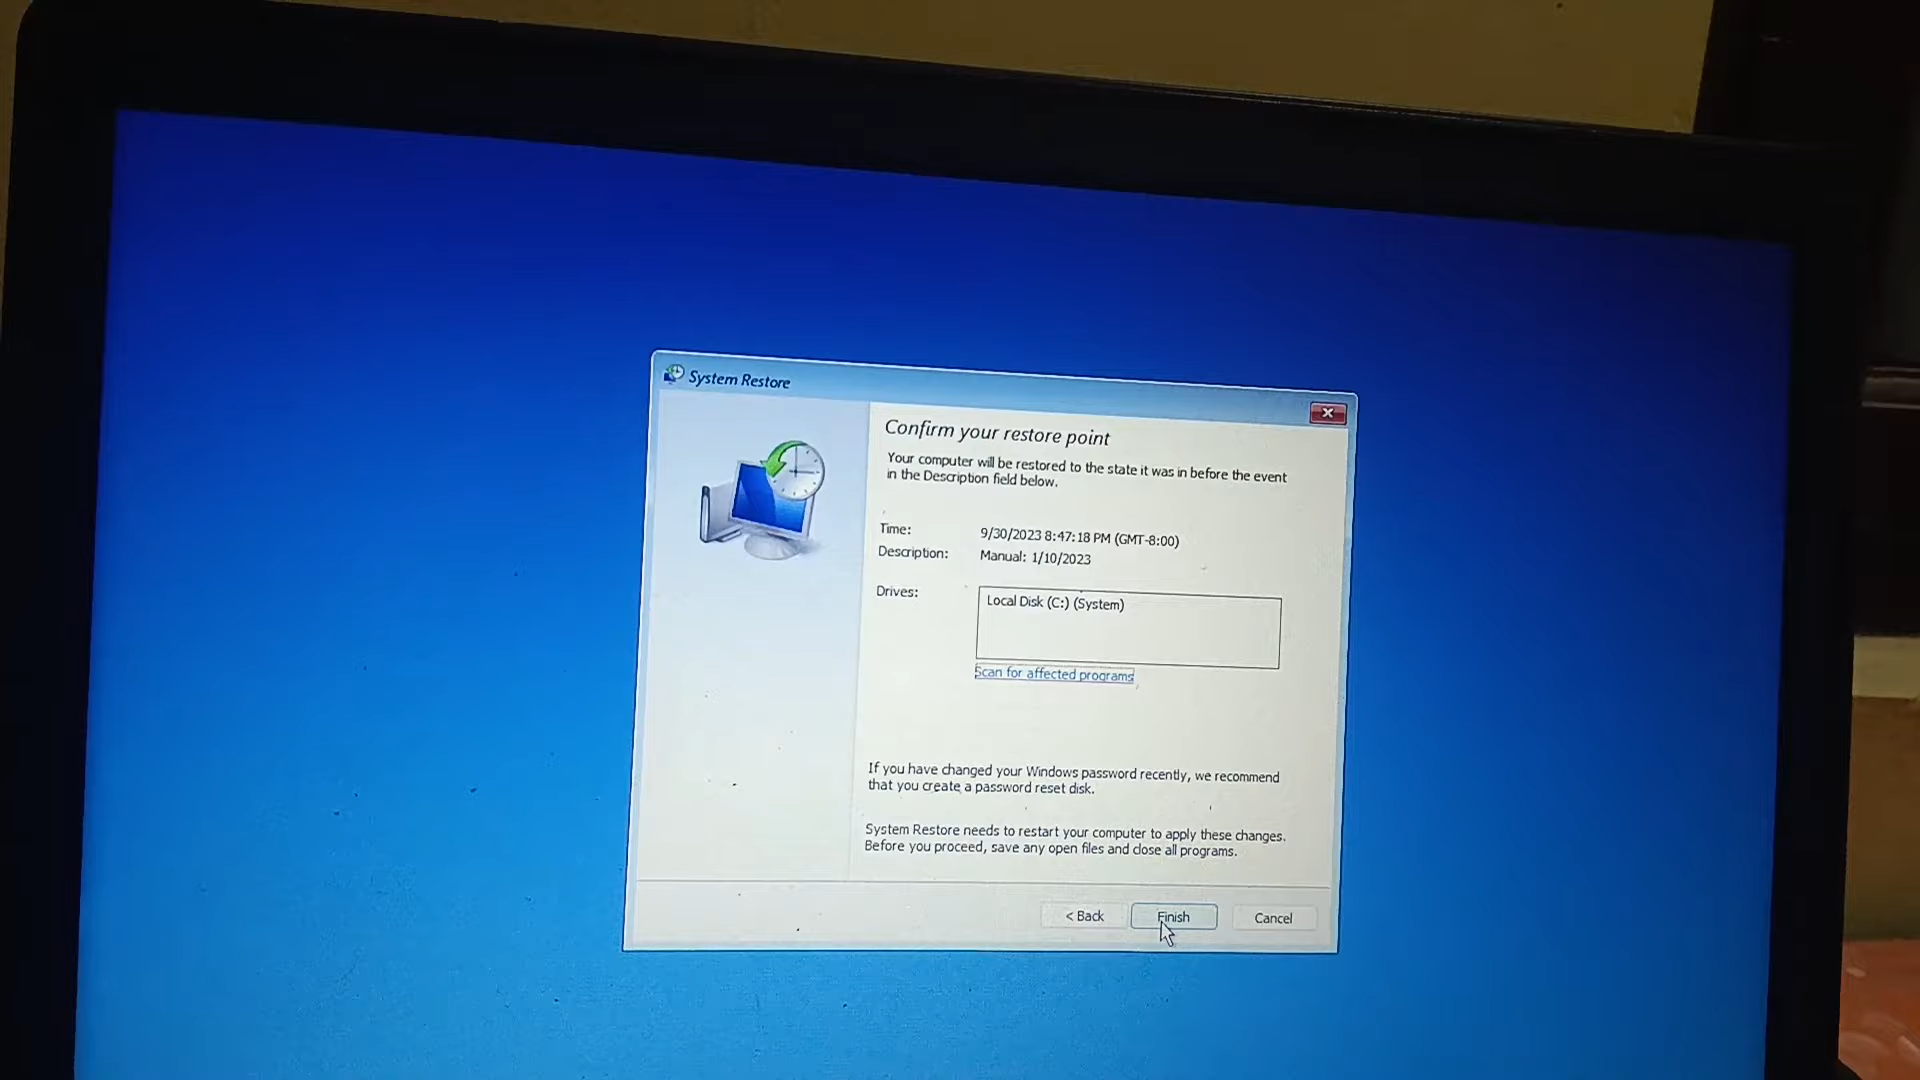 System Restore
Confirm your restore point
Your computer will be restored to the state it was in before the event
in the Description field below.
Time: 9/30/2023 8:47:18 PM (GMT-8:00)
Description: Manual: 1/10/2023
Drives: Local Disk (C:) (System)
Scan for affected programs
If you have changed your Windows password recently, we recommend
that you create a password reset disk.
System Restore needs to restart your computer to apply these changes.
Before you proceed, save any open files and close all programs.
< Back Finish Cancel